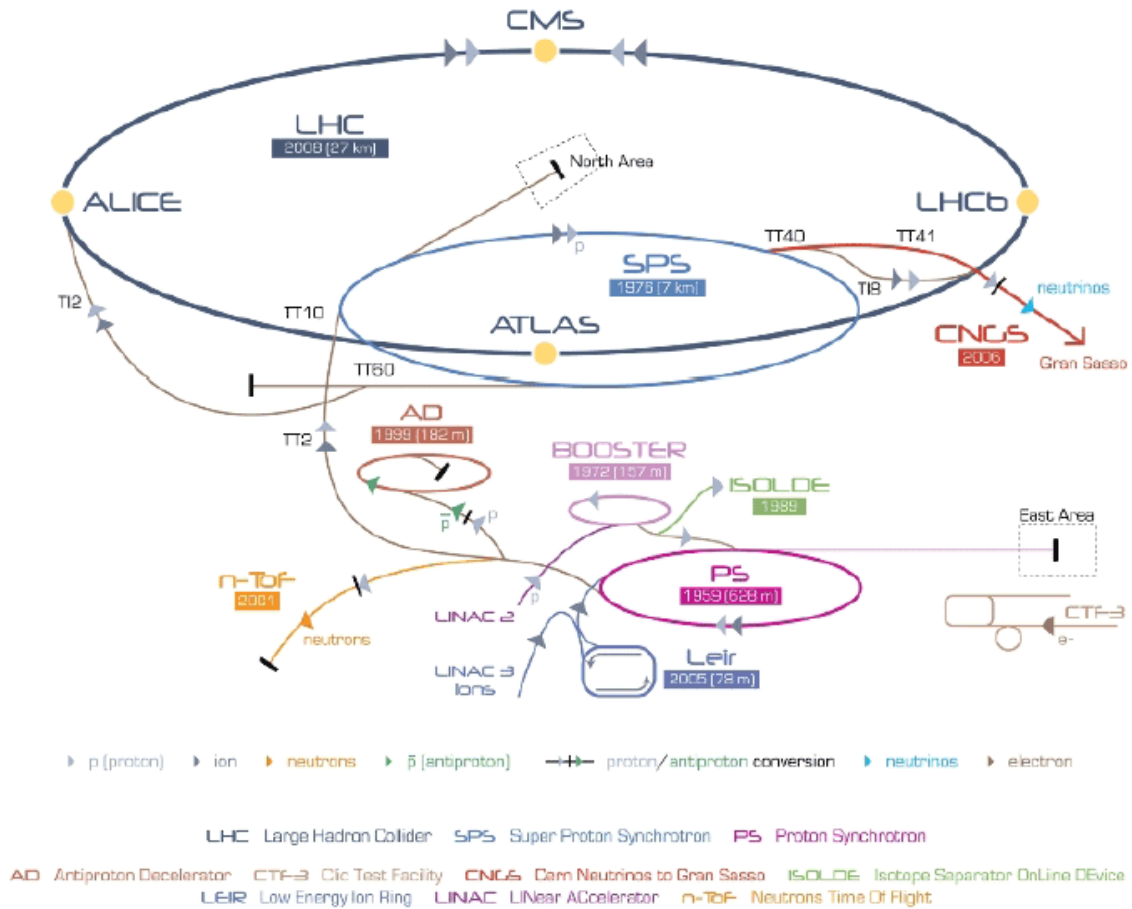 CMS
LHC
2008 (27 km)
North Area
ALICE
LHCb
TT40
TT41
p
SPS
1976 (7 km)
TI2
TI8
neutrinos
TT10
ATLAS
CNGS
2006
Gran Sasso
TT60
AD
1999 (182 m)
TT2
BOOSTER
1972 (157 m)
ISOLDE
1989
p̄
p
East Area
n-ToF
2001
PS
1959 (628 m)
p
LINAC 2
CTF-3
e-
neutrons
LINAC 3
Ions
Leir
2005 (78 m)
p (proton) ion neutrons p̄ (antiproton) proton/antiproton conversion neutrinos electron
LHC Large Hadron Collider SPS Super Proton Synchrotron PS Proton Synchrotron
AD Antiproton Decelerator CTF-3 Clic Test Facility CNGS Cern Neutrinos to Gran Sasso ISOLDE Isotope Separator OnLine DEvice
LEIR Low Energy Ion Ring LINAC LINear ACcelerator n-ToF Neutrons Time Of Flight